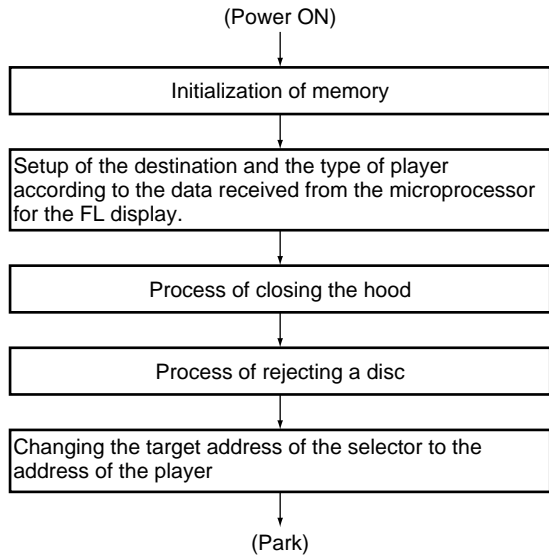 (Power ON)
Initialization of memory
Setup of the destination and the type of player
according to the data received from the microprocessor
for the FL display.
Process of closing the hood
Process of rejecting a disc
Changing the target address of the selector to the
address of the player
(Park)